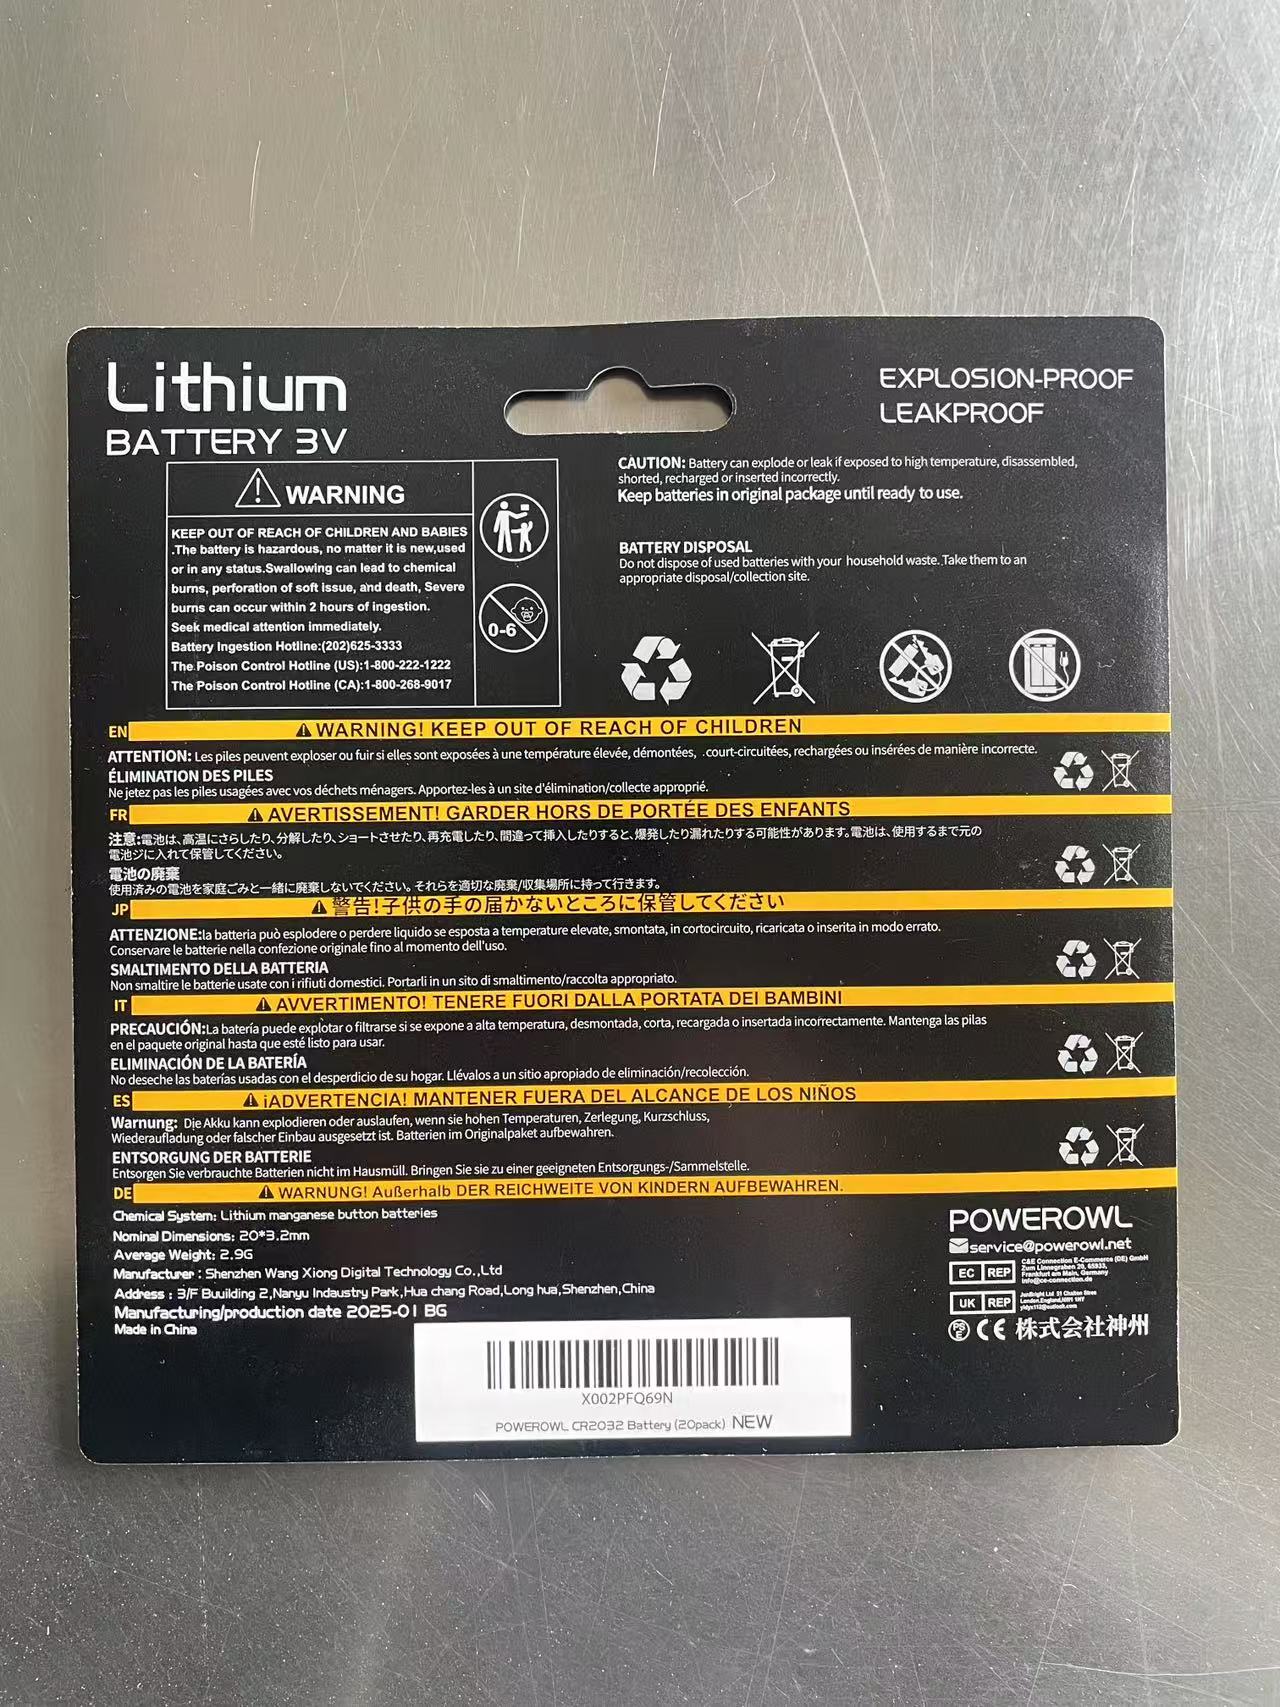 Lithium
BATTERY 3V
EXPLOSION-PROOF
LEAKPROOF
WARNING
KEEP OUT OF REACH OF CHILDREN AND BABIES
.The battery is hazardous, no matter it is new,used
or in any status.Swallowing can lead to chemical
burns, perforation of soft issue, and death, Severe
burns can occur within 2 hours of ingestion.
Seek medical attention immediately.
Battery Ingestion Hotline:(202)625-3333
The Poison Control Hotline (US):1-800-222-1222
The Poison Control Hotline (CA):1-800-268-9017
0-6
CAUTION: Battery can explode or leak if exposed to high temperature, disassembled,
shorted, recharged or inserted incorrectly.
Keep batteries in original package until ready to use.
BATTERY DISPOSAL
Do not dispose of used batteries with your household waste. Take them to an
appropriate disposal/collection site.
EN WARNING! KEEP OUT OF REACH OF CHILDREN
ATTENTION: Les piles peuvent exploser ou fuir si elles sont exposées à une température élevée, démontées, .court-circuitées, rechargées ou insérées de manière incorrecte.
ÉLIMINATION DES PILES
Ne jetez pas les piles usagées avec vos déchets ménagers. Apportez-les à un site d'élimination/collecte approprié.
FR AVERTISSEMENT! GARDER HORS DE PORTÉE DES ENFANTS
注意:電池は、高温にさらしたり、分解したり、ショートさせたり、再充電したり、間違って挿入したりすると、爆発したり漏れたりする可能性があります。電池は、使用するまで元の
電池ジに入れて保管してください。
電池の廃棄
使用済みの電池を家庭ごみと一緒に廃棄しないでください。それらを適切な廃棄/収集場所に持って行きます。
JP 警告!子供の手の届かないところに保管してください
ATTENZIONE:la batteria può esplodere o perdere liquido se esposta a temperature elevate, smontata, in cortocircuito, ricaricata o inserita in modo errato.
Conservare le batterie nella confezione originale fino al momento dell'uso.
SMALTIMENTO DELLA BATTERIA
Non smaltire le batterie usate con i rifiuti domestici. Portarli in un sito di smaltimento/raccolta appropriato.
IT AVVERTIMENTO! TENERE FUORI DALLA PORTATA DEI BAMBINI
PRECAUCIÓN:La batería puede explotar o filtrarse si se expone a alta temperatura, desmontada, corta, recargada o insertada incorrectamente. Mantenga las pilas
en el paquete original hasta que esté listo para usar.
ELIMINACIÓN DE LA BATERÍA
No deseche las baterías usadas con el desperdicio de su hogar. Llévalos a un sitio apropiado de eliminación/recolección.
ES ¡ADVERTENCIA! MANTENER FUERA DEL ALCANCE DE LOS NIÑOS
Warnung: Die Akku kann explodieren oder auslaufen, wenn sie hohen Temperaturen, Zerlegung, Kurzschluss,
Wiederaufladung oder falscher Einbau ausgesetzt ist. Batterien im Originalpaket aufbewahren.
ENTSORGUNG DER BATTERIE
Entsorgen Sie verbrauchte Batterien nicht im Hausmüll. Bringen Sie sie zu einer geeigneten Entsorgungs-/Sammelstelle.
DE WARNUNG! Außerhalb DER REICHWEITE VON KINDERN AUFBEWAHREN.
Chemical System: Lithium manganese button batteries
Nominal Dimensions: 20*3.2mm
Average Weight: 2.9G
Manufacturer : Shenzhen Wang Xiong Digital Technology Co.,Ltd
Address : 3/F Buuilding 2,Nanyu Indaustry Park,Hua chang Road,Long hua,Shenzhen,China
Manufacturing/production date 2025-01 BG
Made in China
POWEROWL
service@powerowl.net
EC REP
C&E Connection E-Commerce (DE) GmbH
Zum Linnegraben 20, 65933,
Frankfurt am Main, Germany
info@ce-connection.de
UK REP
PSE CE 株式会社神州
X002PFQ69N
POWEROWL CR2032 Battery (20pack) NEW